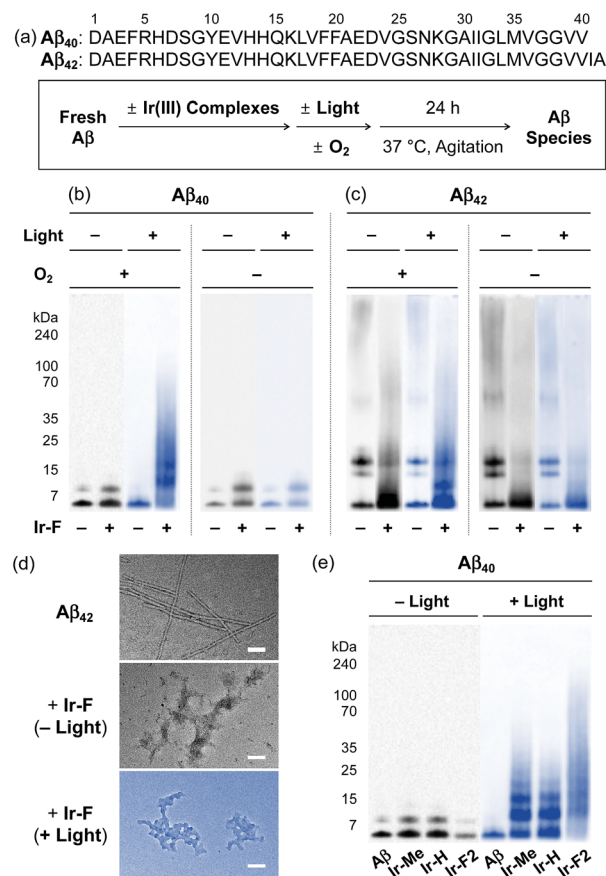 1 5 10 15 20 25 30 35 40
(a) Aβ40: DAEFRHDSGYEVHHQKLVFFAEDVGSNKGAIIGLMVGGVV
Aβ42: DAEFRHDSGYEVHHQKLVFFAEDVGSNKGAIIGLMVGGVVIA
Fresh Aβ
± Ir(III) Complexes
± Light
± O2
24 h
37 °C, Agitation
Aβ Species
(b) Aβ40
(c) Aβ42
Light – + – + – + – +
O2 + – + –
kDa
240
100
70
35
25
15
7
Ir-F – + – + – + – + – + – + – + – +
(d)
Aβ42
+ Ir-F
(– Light)
+ Ir-F
(+ Light)
(e) Aβ40
– Light + Light
kDa
240
100
70
35
25
15
7
Aβ Ir-Me Ir-H Ir-F2 Aβ Ir-Me Ir-H Ir-F2